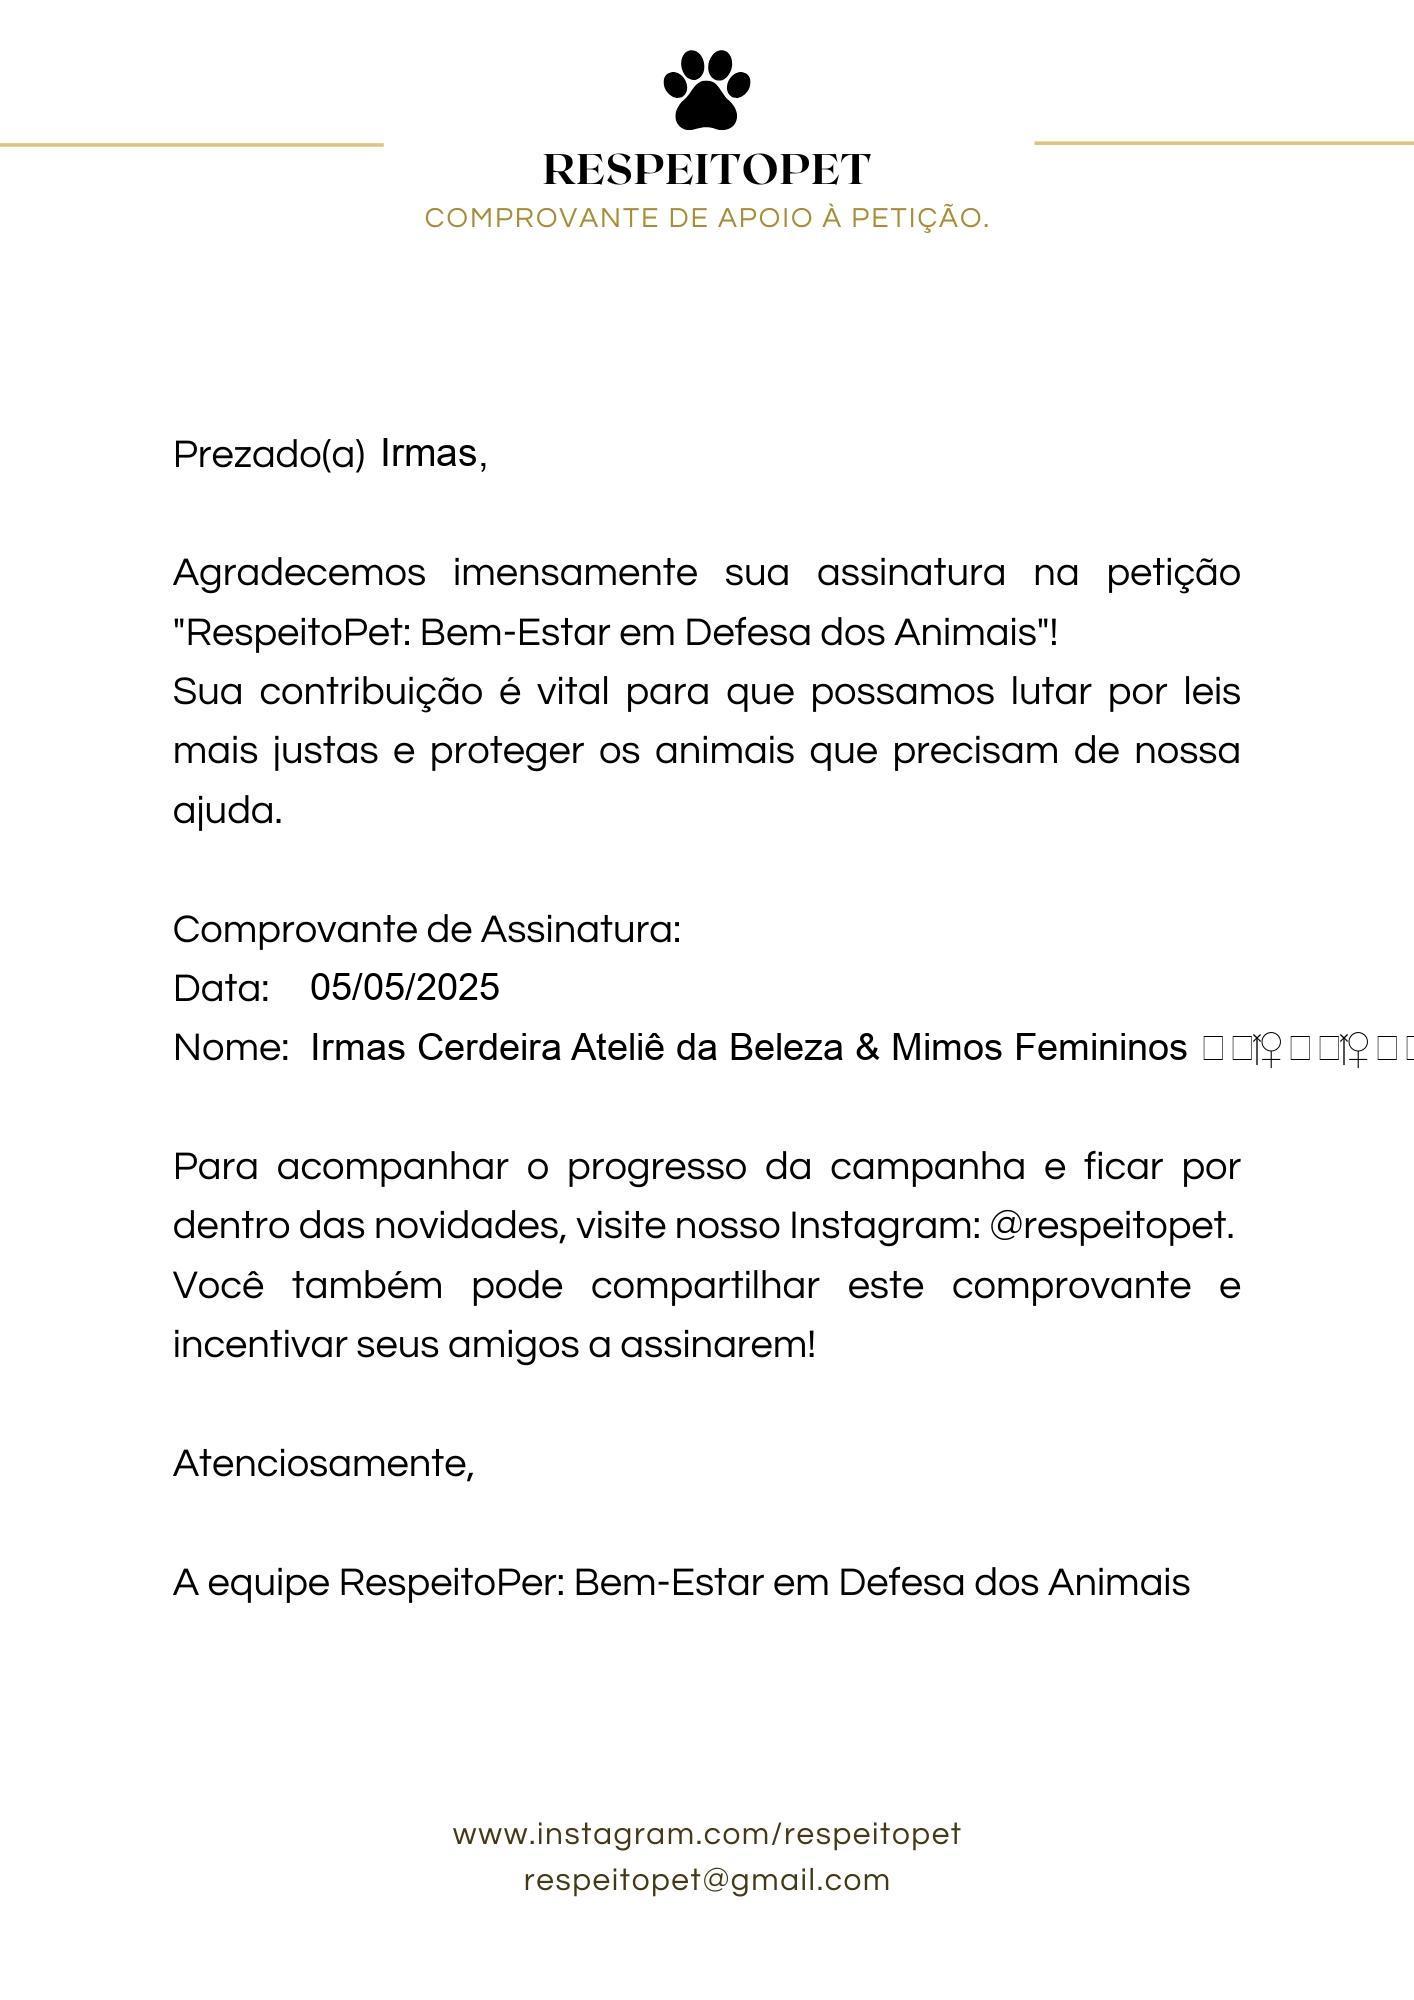 RESPEITOPET
COMPROVANTE DE APOIO À PETIÇÃO.
Prezado(a) Irmas,
Agradecemos imensamente sua assinatura na petição
"RespeitoPet: Bem-Estar em Defesa dos Animais"!
Sua contribuição é vital para que possamos lutar por leis
mais justas e proteger os animais que precisam de nossa
ajuda.
Comprovante de Assinatura:
Data: 05/05/2025
Nome: Irmas Cerdeira Ateliê da Beleza & Mimos Femininos
Para acompanhar o progresso da campanha e ficar por
dentro das novidades, visite nosso Instagram: @respeitopet.
Você também pode compartilhar este comprovante e
incentivar seus amigos a assinarem!
Atenciosamente,
A equipe RespeitoPer: Bem-Estar em Defesa dos Animais
www.instagram.com/respeitopet
respeitopet@gmail.com